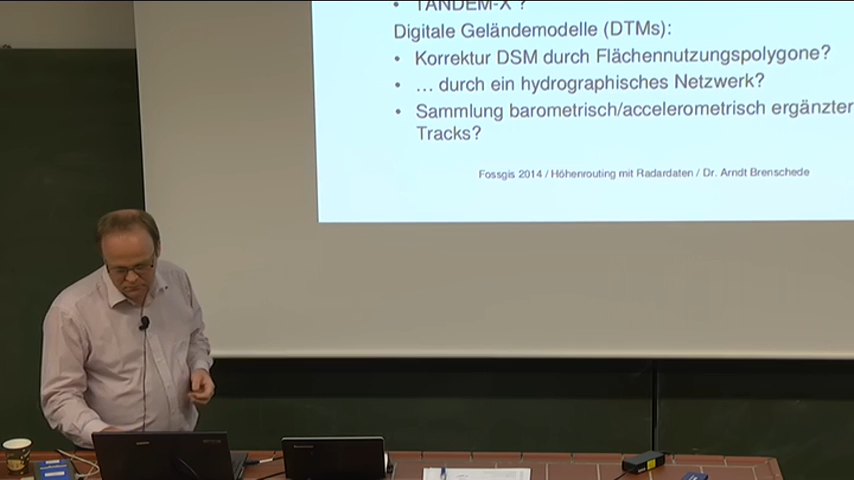 • TANDEM-X ?
Digitale Geländemodelle (DTMs):
• Korrektur DSM durch Flächennutzungspolygone?
• … durch ein hydrographisches Netzwerk?
• Sammlung barometrisch/accelerometrisch ergänzter
Tracks?
Fossgis 2014 / Höhenrouting mit Radardaten / Dr. Arndt Brenschede